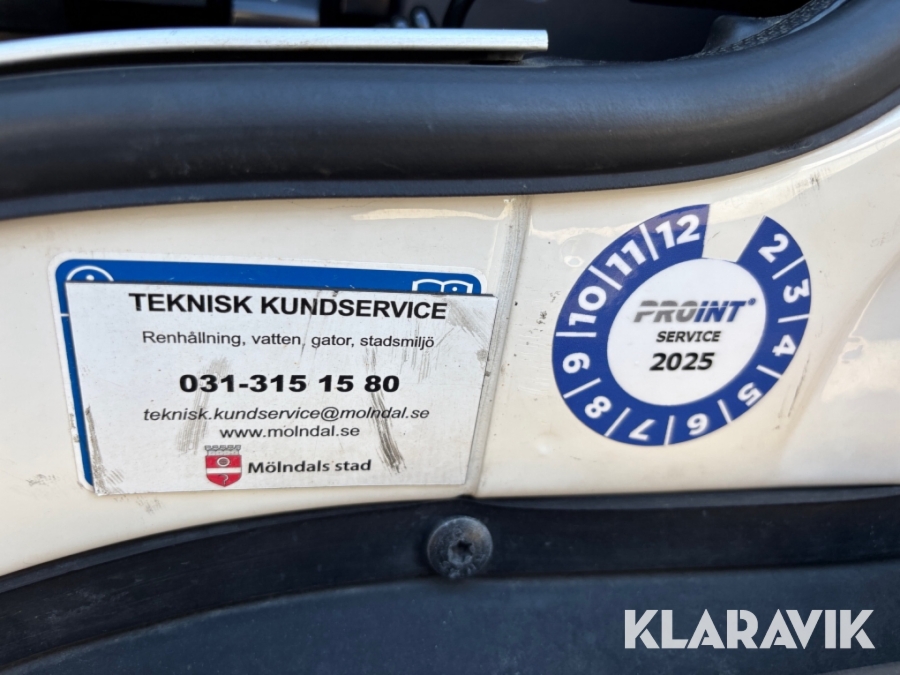 TEKNISK KUNDSERVICE
Renhållning, vatten, gator, stadsmiljö
031-315 15 80
teknisk.kundservice@molndal.se
www.molndal.se
Mölndals stad
2 3 4 5 6 7 8 9 10 11 12
PROINT®
SERVICE
2025
KLARAVIK